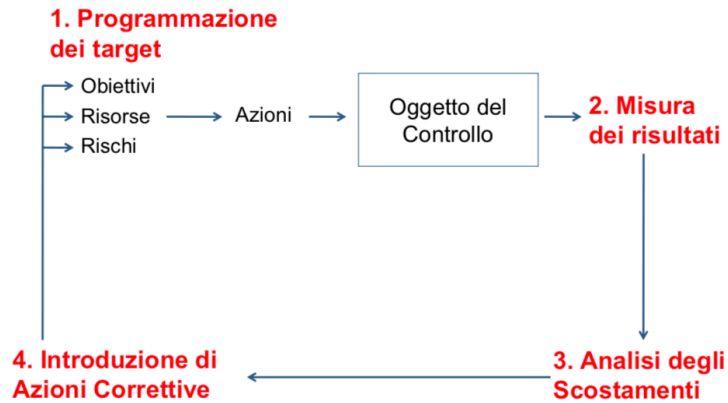 1. Programmazione
dei target
Obiettivi
Risorse
Rischi
Azioni
Oggetto del
Controllo
2. Misura
dei risultati
3. Analisi degli
Scostamenti
4. Introduzione di
Azioni Correttive